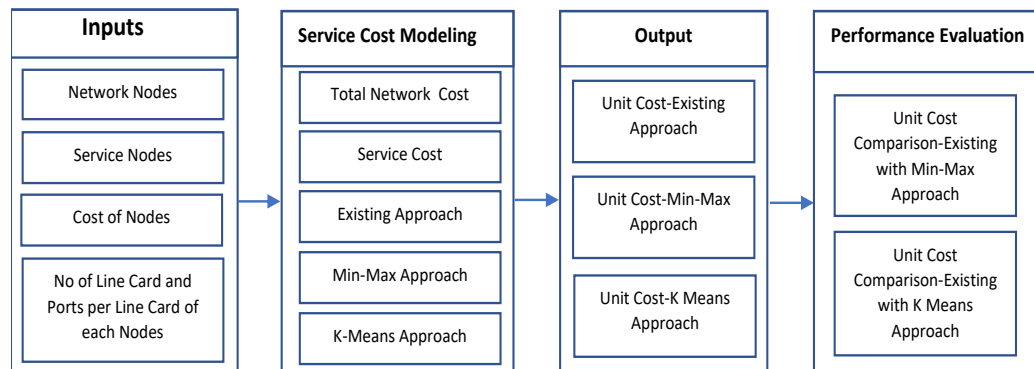 Inputs
Network Nodes
Service Nodes
Cost of Nodes
No of Line Card and
Ports per Line Card of
each Nodes
Service Cost Modeling
Total Network Cost
Service Cost
Existing Approach
Min-Max Approach
K-Means Approach
Output
Unit Cost-Existing
Approach
Unit Cost-Min-Max
Approach
Unit Cost-K Means
Approach
Performance Evaluation
Unit Cost
Comparison-Existing
with Min-Max
Approach
Unit Cost
Comparison-Existing
with K Means
Approach